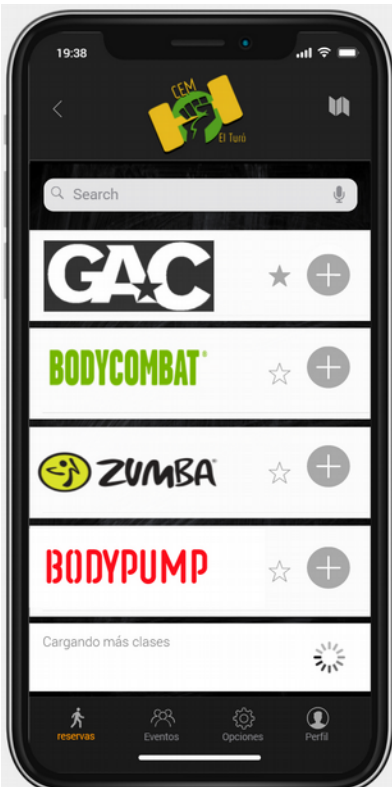 19:38
CEM
El Turó
Search
GAC
BODYCOMBAT®
ZUMBA®
BODYPUMP
Cargando más clases
reservas
Eventos
Opciones
Perfil